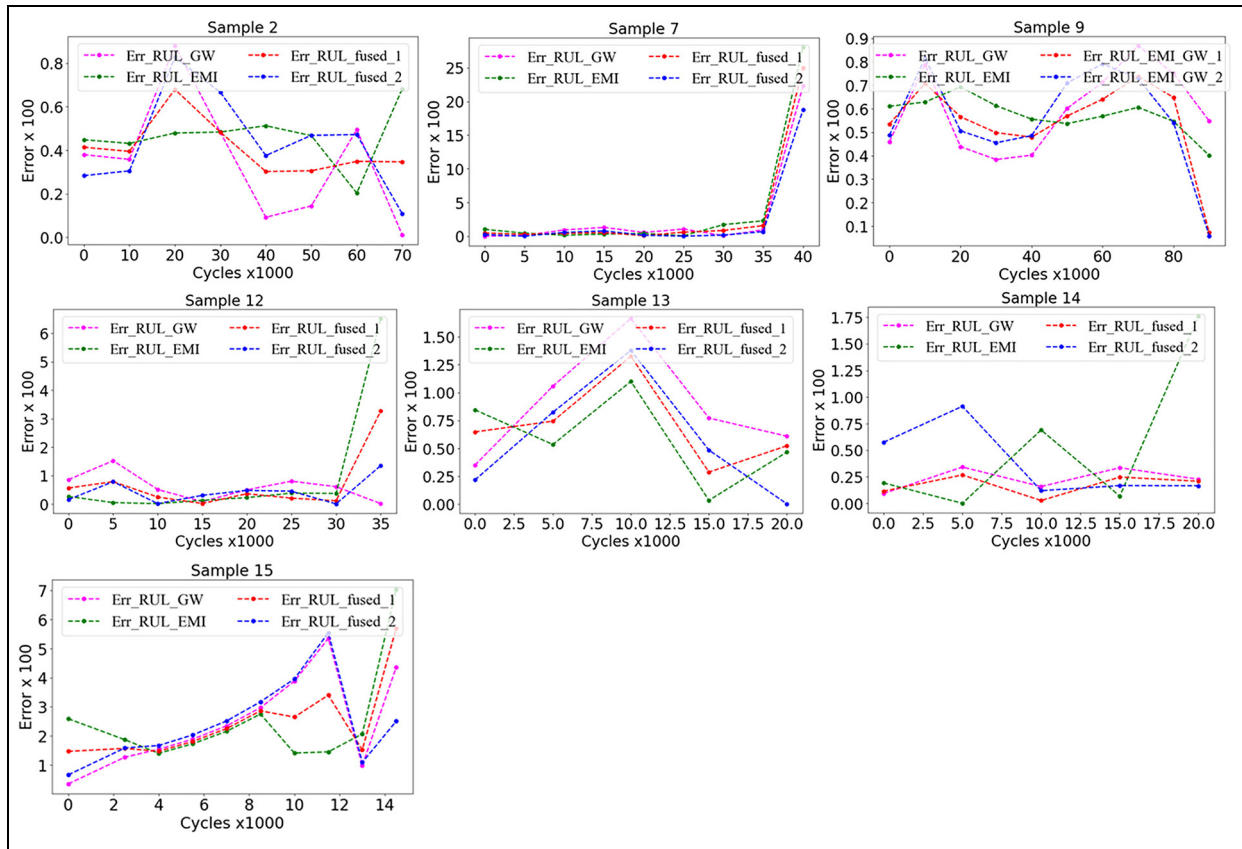 Sample 2
Err_RUL_GW
Err_RUL_fused_1
Err_RUL_EMI
Err_RUL_fused_2
Error x 100
0.8
0.6
0.4
0.2
0.0
0 10 20 30 40 50 60 70
Cycles x1000
Sample 7
Err_RUL_GW
Err_RUL_fused_1
Err_RUL_EMI
Err_RUL_fused_2
Error x 100
25
20
15
10
5
0
0 5 10 15 20 25 30 35 40
Cycles x1000
Sample 9
Err_RUL_GW
Err_RUL_EMI_GW_1
Err_RUL_EMI
Err_RUL_EMI_GW_2
Error x 100
0.9
0.8
0.7
0.6
0.5
0.4
0.3
0.2
0.1
0 20 40 60 80
Cycles x1000
Sample 12
Err_RUL_GW
Err_RUL_fused_1
Err_RUL_EMI
Err_RUL_fused_2
Error x 100
6
5
4
3
2
1
0
0 5 10 15 20 25 30 35
Cycles x1000
Sample 13
Err_RUL_GW
Err_RUL_fused_1
Err_RUL_EMI
Err_RUL_fused_2
Error x 100
1.50
1.25
1.00
0.75
0.50
0.25
0.00
0.0 2.5 5.0 7.5 10.0 12.5 15.0 17.5 20.0
Cycles x1000
Sample 14
Err_RUL_GW
Err_RUL_fused_1
Err_RUL_EMI
Err_RUL_fused_2
Error x 100
1.75
1.50
1.25
1.00
0.75
0.50
0.25
0.00
0.0 2.5 5.0 7.5 10.0 12.5 15.0 17.5 20.0
Cycles x1000
Sample 15
Err_RUL_GW
Err_RUL_fused_1
Err_RUL_EMI
Err_RUL_fused_2
Error x 100
7
6
5
4
3
2
1
0 2 4 6 8 10 12 14
Cycles x1000